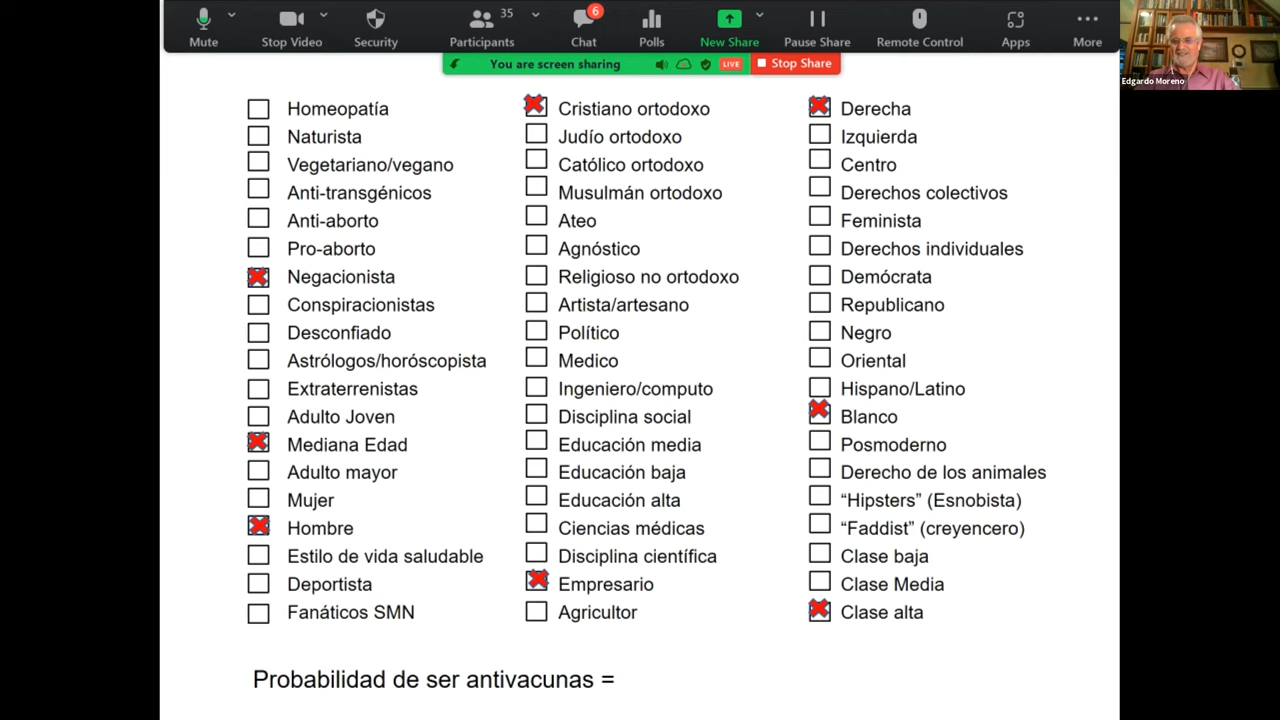 35
6
Mute
Stop Video
Security
Participants
Chat
Polls
New Share
Pause Share
Remote Control
Apps
More
You are screen sharing
LIVE
Stop Share
Edgardo Moreno
Homeopatía
Naturista
Vegetariano/vegano
Anti-transgénicos
Anti-aborto
Pro-aborto
Negacionista
Conspiracionistas
Desconfiado
Astrólogos/horóscopista
Extraterrenistas
Adulto Joven
Mediana Edad
Adulto mayor
Mujer
Hombre
Estilo de vida saludable
Deportista
Fanáticos SMN
Cristiano ortodoxo
Judío ortodoxo
Católico ortodoxo
Musulmán ortodoxo
Ateo
Agnóstico
Religioso no ortodoxo
Artista/artesano
Político
Medico
Ingeniero/computo
Disciplina social
Educación media
Educación baja
Educación alta
Ciencias médicas
Disciplina científica
Empresario
Agricultor
Derecha
Izquierda
Centro
Derechos colectivos
Feminista
Derechos individuales
Demócrata
Republicano
Negro
Oriental
Hispano/Latino
Blanco
Posmoderno
Derecho de los animales
“Hipsters” (Esnobista)
“Faddist” (creyencero)
Clase baja
Clase Media
Clase alta
Probabilidad de ser antivacunas =